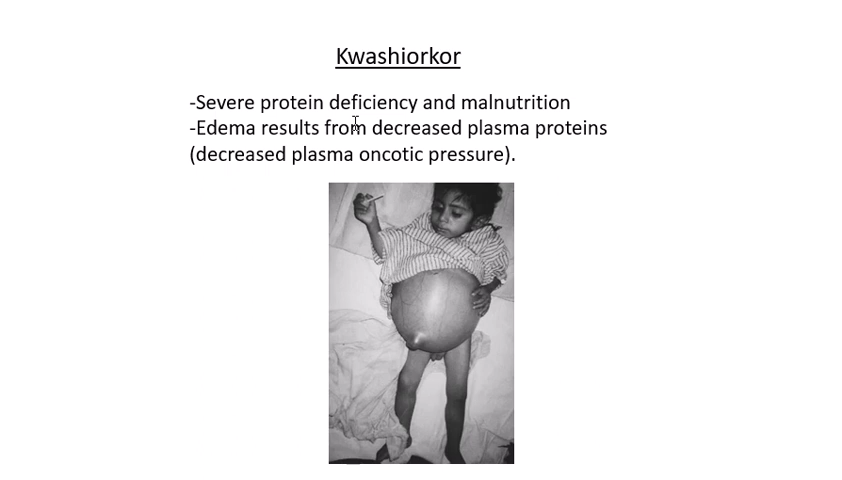 Kwashiorkor
-Severe protein deficiency and malnutrition
-Edema results from decreased plasma proteins
(decreased plasma oncotic pressure).